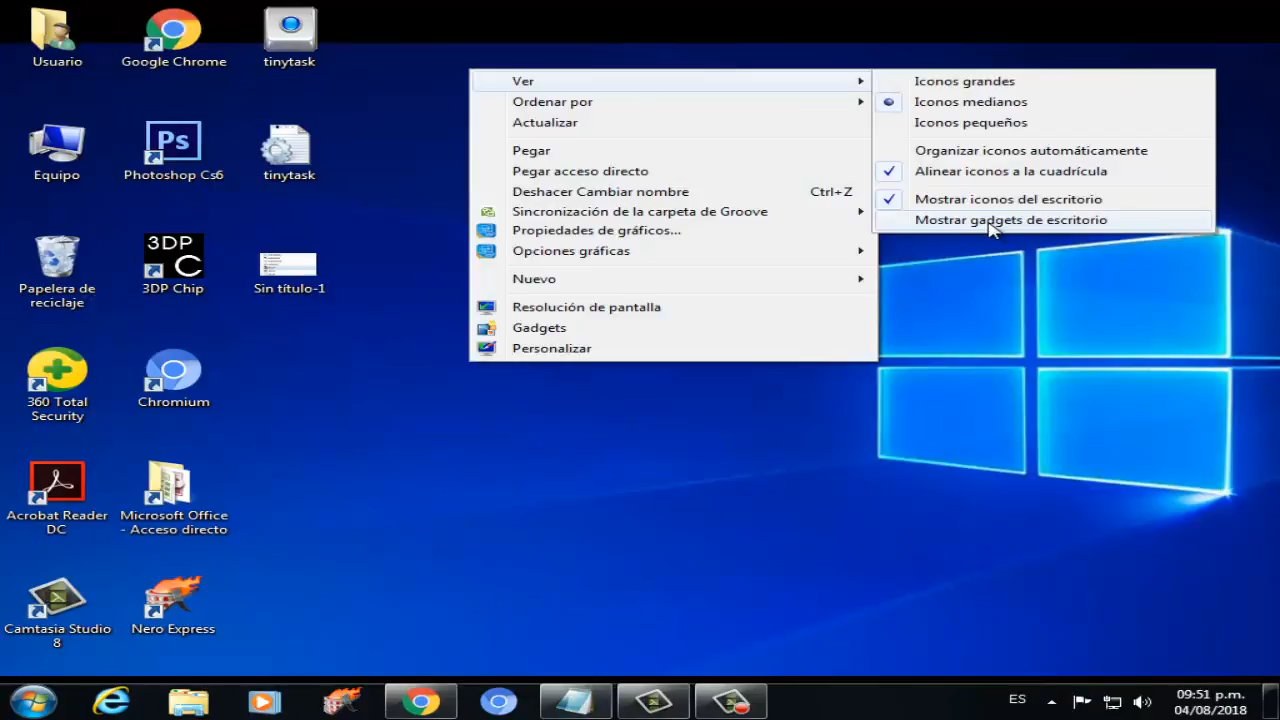 Usuario
Google Chrome
tinytask
Equipo
Ps
Photoshop Cs6
tinytask
Papelera de
reciclaje
3DP
C
3DP Chip
Sin título-1
360 Total
Security
Chromium
Acrobat Reader
DC
Microsoft Office
- Acceso directo
Camtasia Studio
8
Nero Express
Ver
Ordenar por
Actualizar
Pegar
Pegar acceso directo
Deshacer Cambiar nombre Ctrl+Z
Sincronización de la carpeta de Groove
Propiedades de gráficos...
Opciones gráficas
Nuevo
Resolución de pantalla
Gadgets
Personalizar
Iconos grandes
Iconos medianos
Iconos pequeños
Organizar iconos automáticamente
Alinear iconos a la cuadrícula
Mostrar iconos del escritorio
Mostrar gadgets de escritorio
ES
09:51 p.m.
04/08/2018